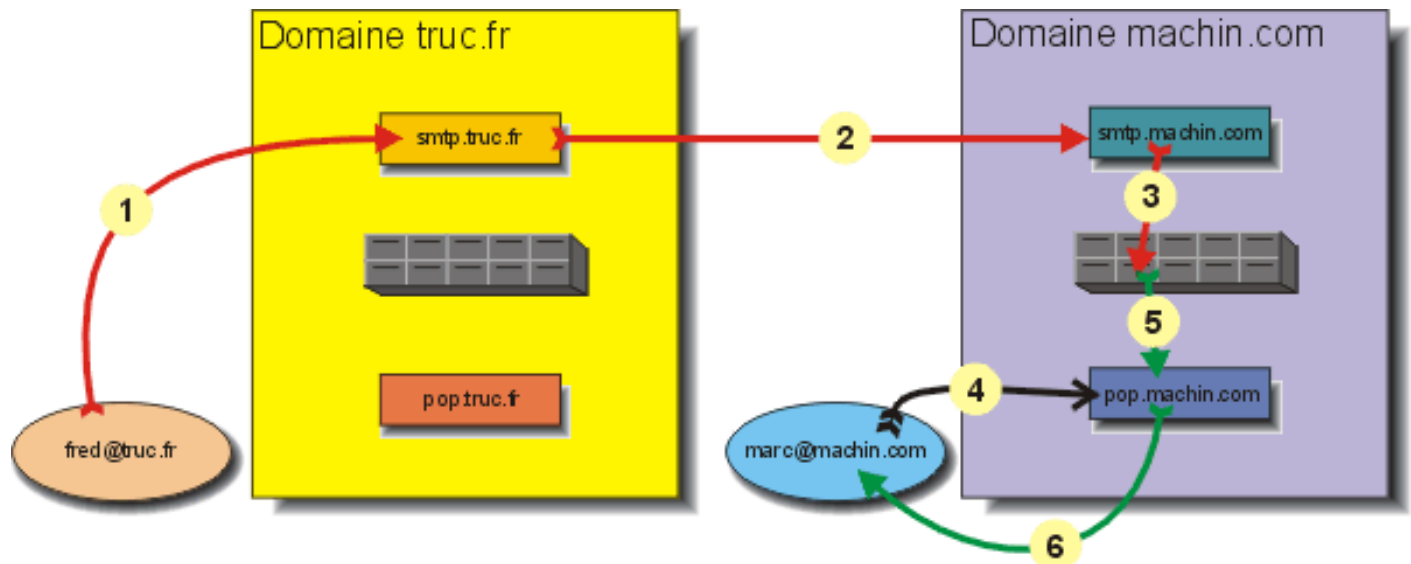 Domaine truc.fr
Domaine machin.com
smtp.truc.fr
2
smtp.machin.com
1
3
5
4
pop.truc.fr
pop.machin.com
fred@truc.fr
marc@machin.com
6